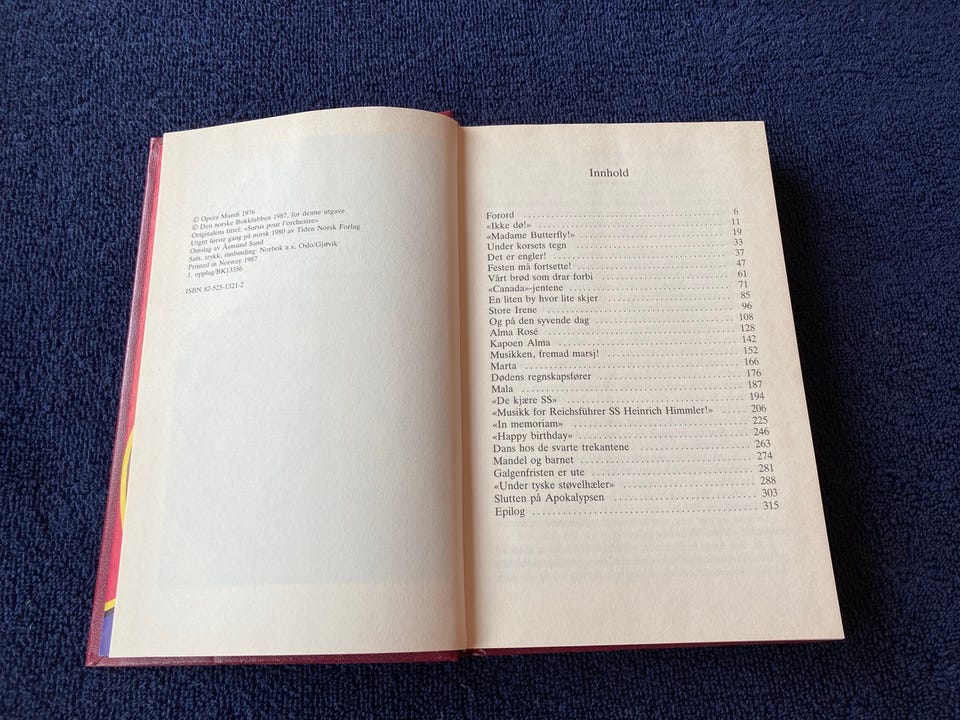 © Opera Mundi 1976
© Den norske Bokklubben 1987, for denne utgave
Originalens tittel: «Sursis pour l'orchestre»
Utgitt første gang på norsk 1980 av Tiden Norsk Forlag
Omslag av Åsmund Sand
Sats, trykk, innbinding: Norbok a.s, Oslo/Gjøvik
Printed in Norway 1987
1. opplag/BK13356
ISBN 82-525-1321-2
Innhold
Forord 6
«Ikke dø!» 11
«Madame Butterfly!» 19
Under korsets tegn 33
Det er engler! 37
Festen må fortsette! 47
Vårt brød som drar forbi 61
«Canada»-jentene 71
En liten by hvor lite skjer 85
Store Irene 96
Og på den syvende dag 108
Alma Rosé 128
Kapoen Alma 142
Musikken, fremad marsj! 152
Marta 166
Dødens regnskapsfører 176
Mala 187
«De kjære SS» 194
«Musikk for Reichsführer SS Heinrich Himmler!» 206
«In memoriam» 225
«Happy birthday» 246
Dans hos de svarte trekantene 263
Mandel og barnet 274
Galgenfristen er ute 281
«Under tyske støvelhæler» 288
Slutten på Apokalypsen 303
Epilog 315